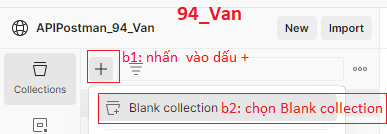 94_Van
APIPostman_94_Van New Import
b1: nhấn vào dấu +
Collections
Blank collection b2: chọn Blank collection